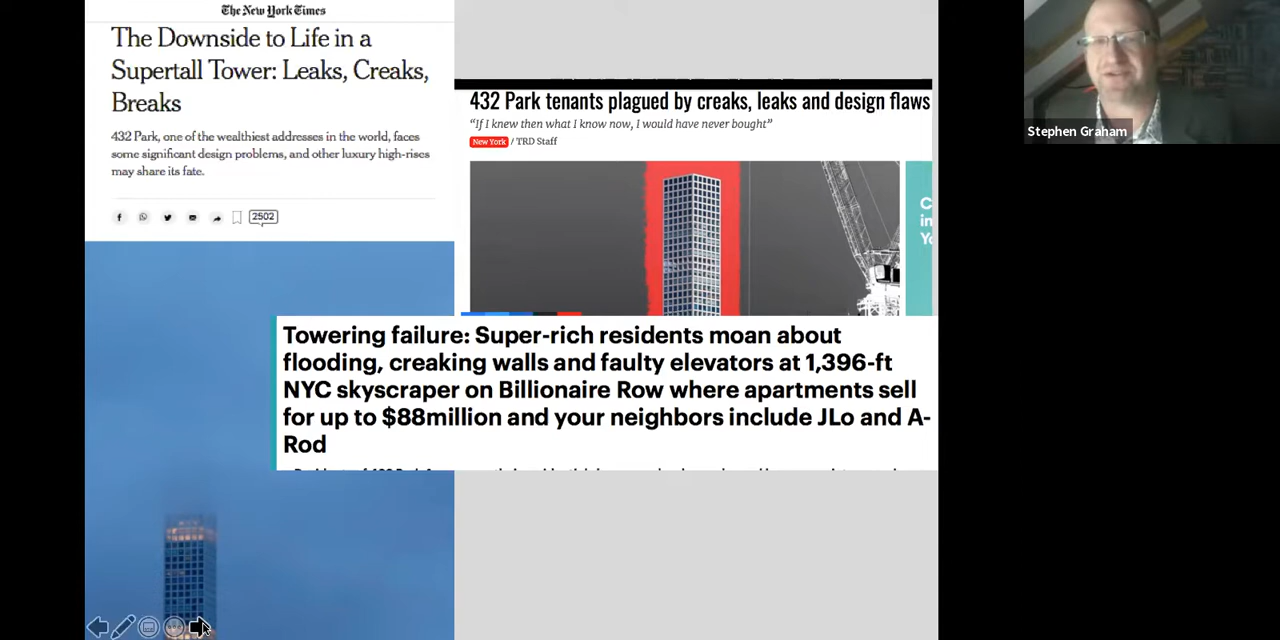 The New York Times
The Downside to Life in a
Supertall Tower: Leaks, Creaks,
Breaks
432 Park, one of the wealthiest addresses in the world, faces
some significant design problems, and other luxury high-rises
may share its fate.
2502
432 Park tenants plagued by creaks, leaks and design flaws
“If I knew then what I know now, I would have never bought”
New York / TRD Staff
C
in
Yo
Towering failure: Super-rich residents moan about
flooding, creaking walls and faulty elevators at 1,396-ft
NYC skyscraper on Billionaire Row where apartments sell
for up to $88million and your neighbors include JLo and A-
Rod
Stephen Graham